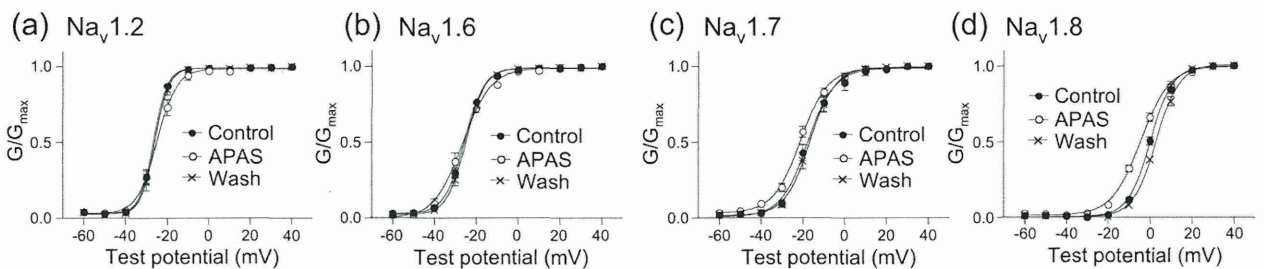 (a) Naᵥ1.2
1.0
0.5
0.0
G/Gmax
Control
APAS
Wash
-60 -40 -20 0 20 40
Test potential (mV)
(b) Naᵥ1.6
1.0
0.5
0.0
G/Gmax
Control
APAS
Wash
-60 -40 -20 0 20 40
Test potential (mV)
(c) Naᵥ1.7
1.0
0.5
0.0
G/Gmax
Control
APAS
Wash
-60 -40 -20 0 20 40
Test potential (mV)
(d) Naᵥ1.8
1.0
0.5
0.0
G/Gmax
Control
APAS
Wash
-60 -40 -20 0 20 40
Test potential (mV)